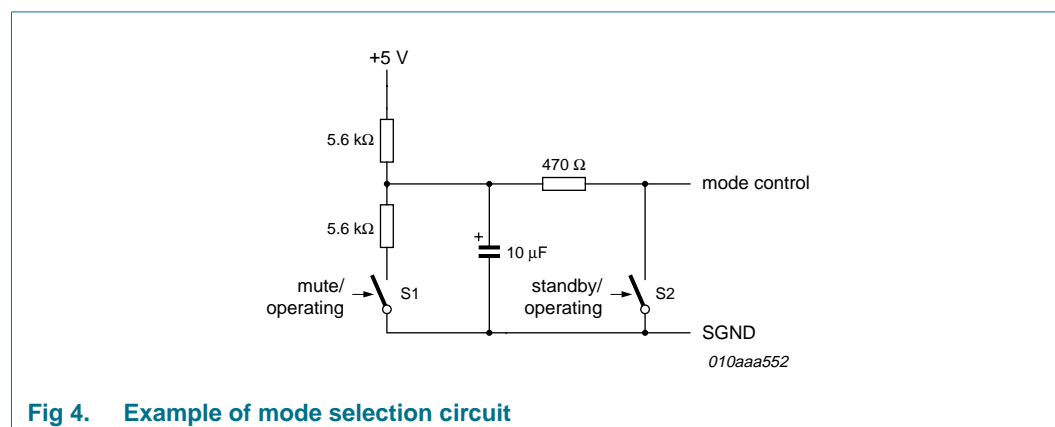 +5 V
5.6 kΩ
470 Ω
mode control
5.6 kΩ
+
10 μF
mute/
operating
S1
standby/
operating
S2
SGND
010aaa552
Fig 4. Example of mode selection circuit